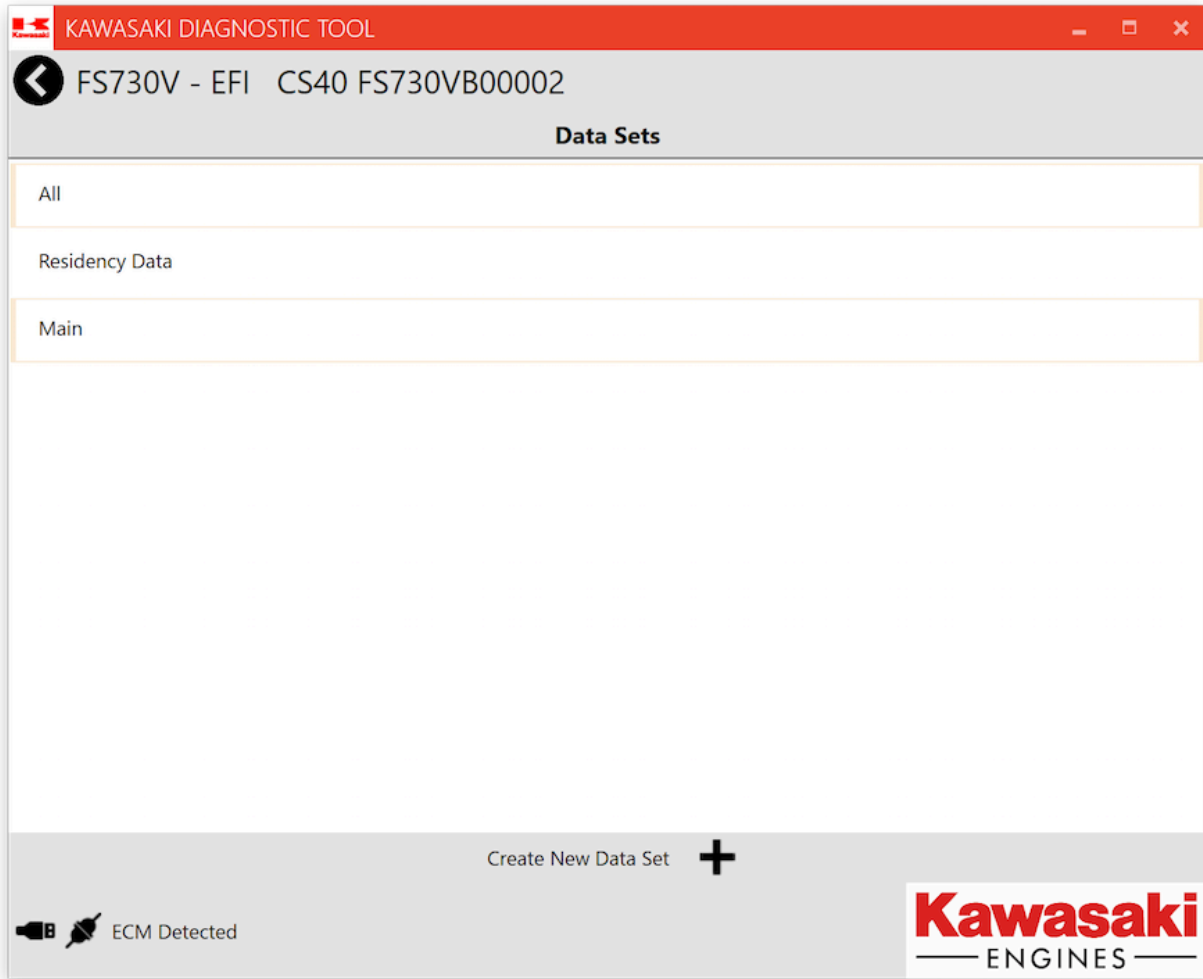 Kawasaki
KAWASAKI DIAGNOSTIC TOOL
FS730V - EFI CS40 FS730VB00002
Data Sets
All
Residency Data
Main
Create New Data Set
ECM Detected
Kawasaki
ENGINES